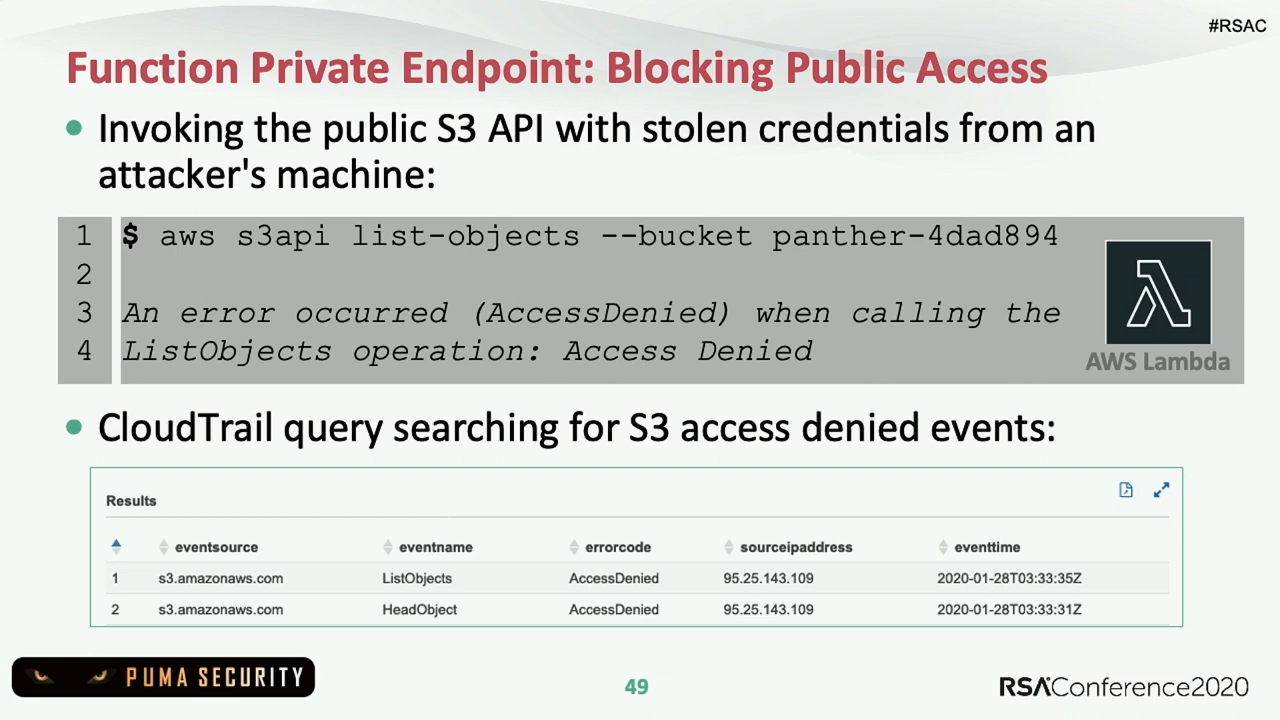 #RSAC
Function Private Endpoint: Blocking Public Access
• Invoking the public S3 API with stolen credentials from an
attacker's machine:
1 $ aws s3api list-objects --bucket panther-4dad894
2
3 An error occurred (AccessDenied) when calling the
4 ListObjects operation: Access Denied
AWS Lambda
• CloudTrail query searching for S3 access denied events:
Results
eventsource eventname errorcode sourceipaddress eventtime
1 s3.amazonaws.com ListObjects AccessDenied 95.25.143.109 2020-01-28T03:33:35Z
2 s3.amazonaws.com HeadObject AccessDenied 95.25.143.109 2020-01-28T03:33:31Z
PUMA SECURITY
49
RSAConference2020